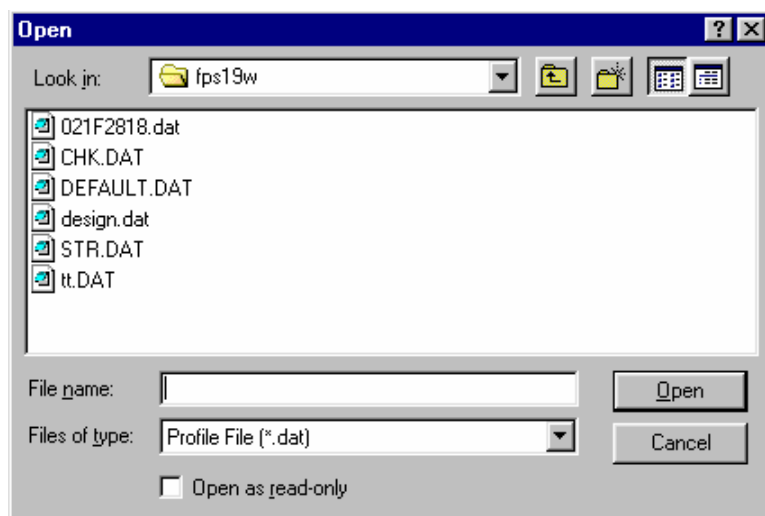 Open
Look in: fps19w
021F2818.dat
CHK.DAT
DEFAULT.DAT
design.dat
STR.DAT
tt.DAT
File name: Open
Files of type: Profile File (*.dat) Cancel
Open as read-only